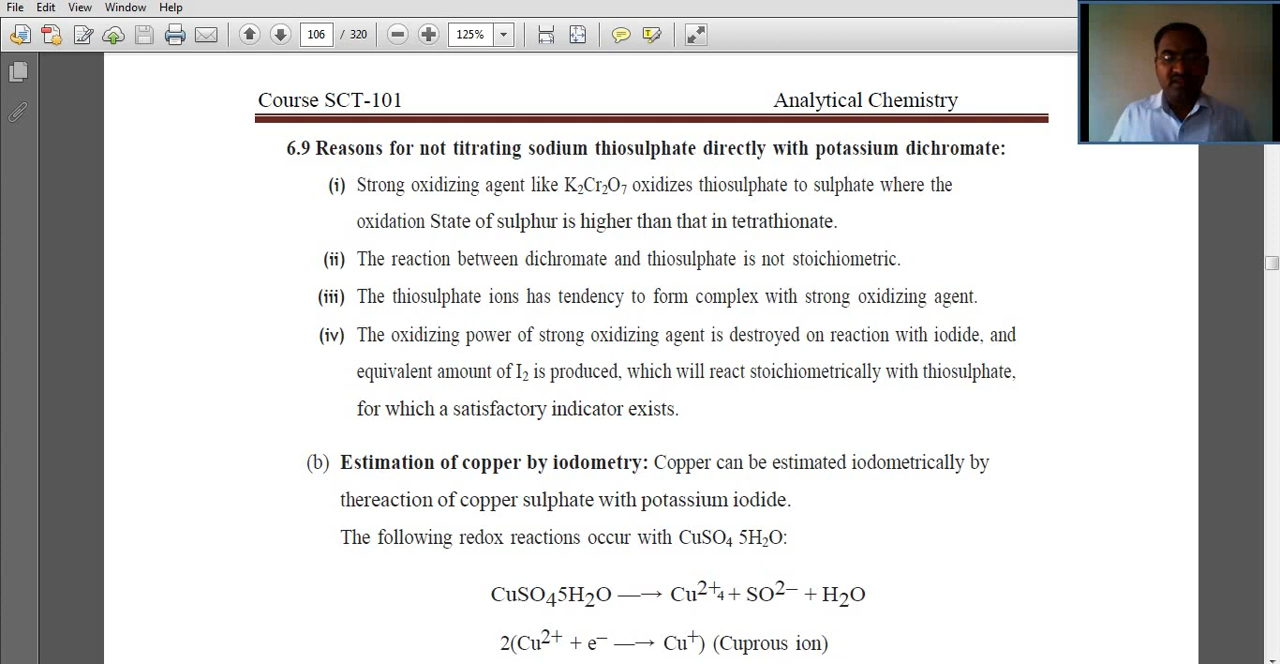 File Edit View Window Help
106 / 320 125%
Course SCT-101 Analytical Chemistry
6.9 Reasons for not titrating sodium thiosulphate directly with potassium dichromate:
(i) Strong oxidizing agent like K₂Cr₂O₇ oxidizes thiosulphate to sulphate where the
oxidation State of sulphur is higher than that in tetrathionate.
(ii) The reaction between dichromate and thiosulphate is not stoichiometric.
(iii) The thiosulphate ions has tendency to form complex with strong oxidizing agent.
(iv) The oxidizing power of strong oxidizing agent is destroyed on reaction with iodide, and
equivalent amount of I₂ is produced, which will react stoichiometrically with thiosulphate,
for which a satisfactory indicator exists.
(b) Estimation of copper by iodometry: Copper can be estimated iodometrically by
thereaction of copper sulphate with potassium iodide.
The following redox reactions occur with CuSO₄ 5H₂O:
CuSO₄5H₂O ⟶ Cu²⁺₄ + SO²⁻ + H₂O
2(Cu²⁺ + e⁻ ⟶ Cu⁺) (Cuprous ion)